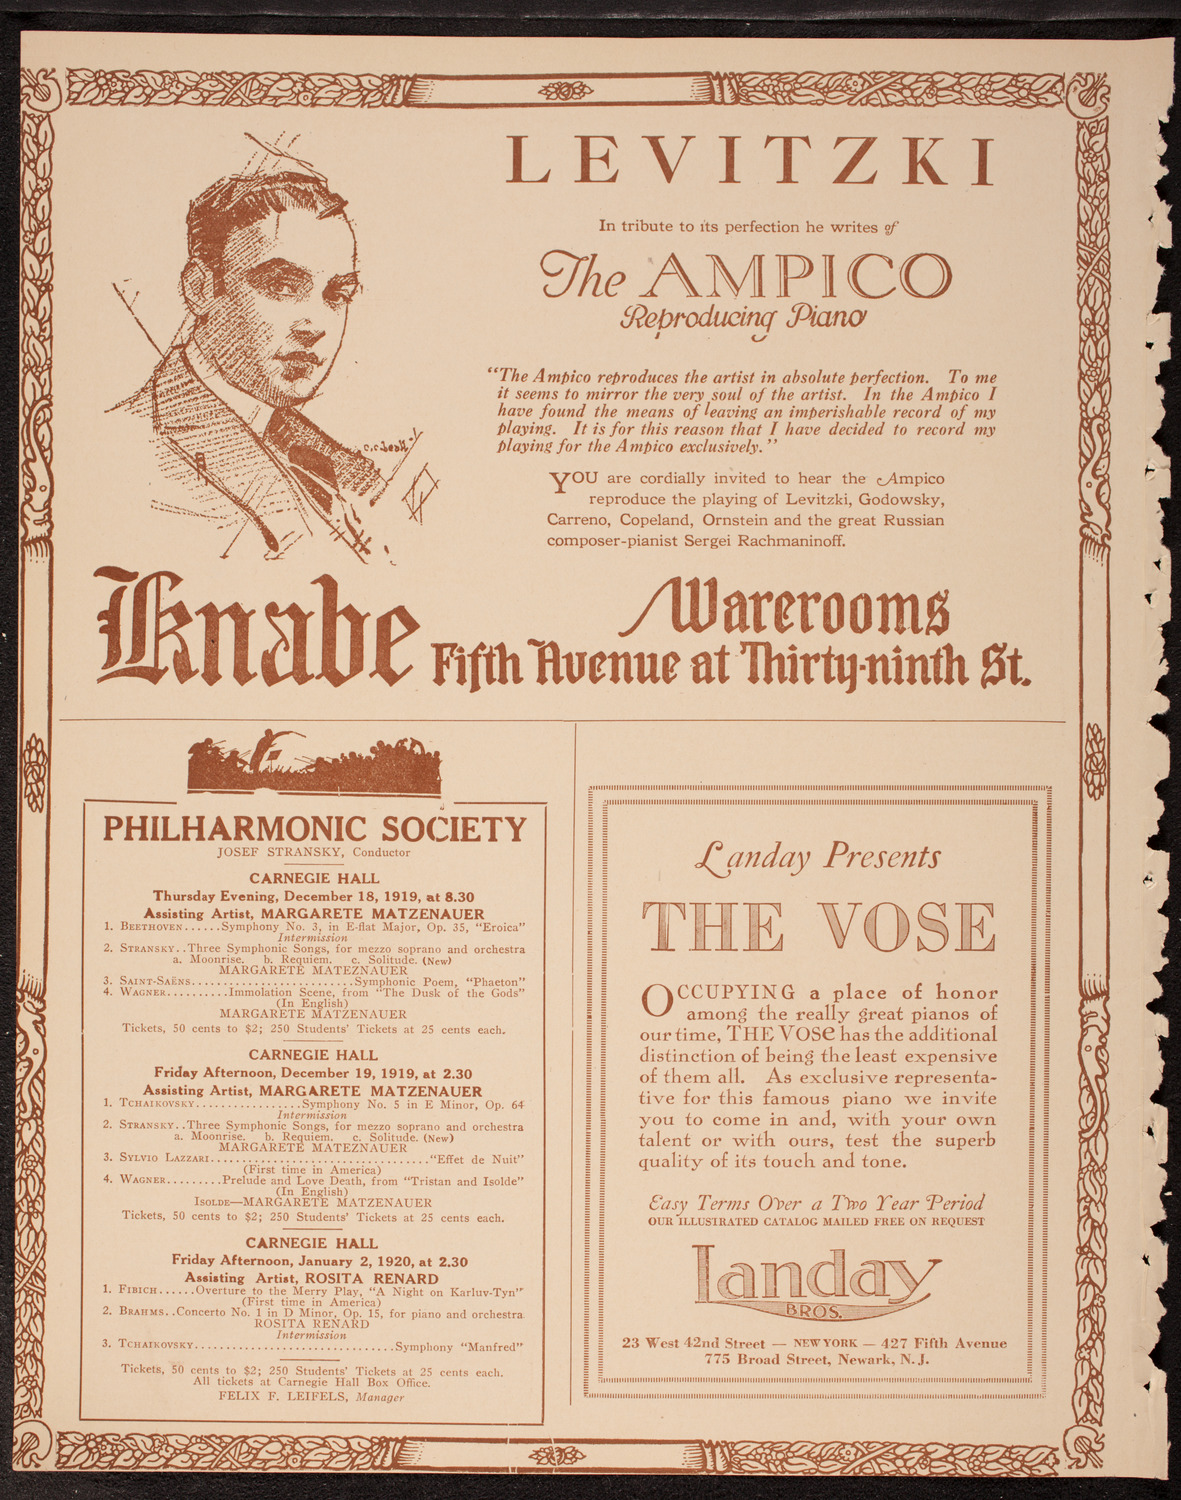 LEVITZKI
In tribute to its perfection he writes of
The AMPICO
Reproducing Piano
"The Ampico reproduces the artist in absolute perfection. To me
it seems to mirror the very soul of the artist. In the Ampico I
have found the means of leaving an imperishable record of my
playing. It is for this reason that I have decided to record my
playing for the Ampico exclusively."
YOU are cordially invited to hear the Ampico
reproduce the playing of Levitzki, Godowsky,
Carreno, Copeland, Ornstein and the great Russian
composer-pianist Sergei Rachmaninoff.
Knabe Warerooms
Fifth Avenue at Thirty-ninth St.
PHILHARMONIC SOCIETY
JOSEF STRANSKY, Conductor
CARNEGIE HALL
Thursday Evening, December 18, 1919, at 8.30
Assisting Artist, MARGARETE MATZENAUER
1. BEETHOVEN......Symphony No. 3, in E-flat Major, Op. 35, "Eroica"
Intermission
2. STRANSKY..Three Symphonic Songs, for mezzo soprano and orchestra
a. Moonrise. b. Requiem. c. Solitude. (New)
MARGARETE MATEZNAUER
3. SAINT-SAËNS..........................Symphonic Poem, "Phaeton"
4. WAGNER..........Immolation Scene, from "The Dusk of the Gods"
(In English)
MARGARETE MATZENAUER
Tickets, 50 cents to $2; 250 Students' Tickets at 25 cents each.
CARNEGIE HALL
Friday Afternoon, December 19, 1919, at 2.30
Assisting Artist, MARGARETE MATZENAUER
1. TCHAIKOVSKY.................Symphony No. 5 in E Minor, Op. 64
Intermission
2. STRANSKY..Three Symphonic Songs, for mezzo soprano and orchestra
a. Moonrise. b. Requiem. c. Solitude. (New)
MARGARETE MATEZNAUER
3. SYLVIO LAZZARI..................................."Effet de Nuit"
(First time in America)
4. WAGNER.........Prelude and Love Death, from "Tristan and Isolde"
(In English)
ISOLDE—MARGARETE MATZENAUER
Tickets, 50 cents to $2; 250 Students' Tickets at 25 cents each.
CARNEGIE HALL
Friday Afternoon, January 2, 1920, at 2.30
Assisting Artist, ROSITA RENARD
1. FIBICH......Overture to the Merry Play, "A Night on Karluv-Tyn"
(First time in America)
2. BRAHMS..Concerto No. 1 in D Minor, Op. 15, for piano and orchestra
ROSITA RENARD
Intermission
3. TCHAIKOVSKY................................Symphony "Manfred"
Tickets, 50 cents to $2; 250 Students' Tickets at 25 cents each.
All tickets at Carnegie Hall Box Office.
FELIX F. LEIFELS, Manager
Landay Presents
THE VOSE
OCCUPYING a place of honor
among the really great pianos of
our time, THE VOSE has the additional
distinction of being the least expensive
of them all. As exclusive representa-
tive for this famous piano we invite
you to come in and, with your own
talent or with ours, test the superb
quality of its touch and tone.
Easy Terms Over a Two Year Period
OUR ILLUSTRATED CATALOG MAILED FREE ON REQUEST
Landay
BROS.
23 West 42nd Street — NEW YORK — 427 Fifth Avenue
775 Broad Street, Newark, N. J.